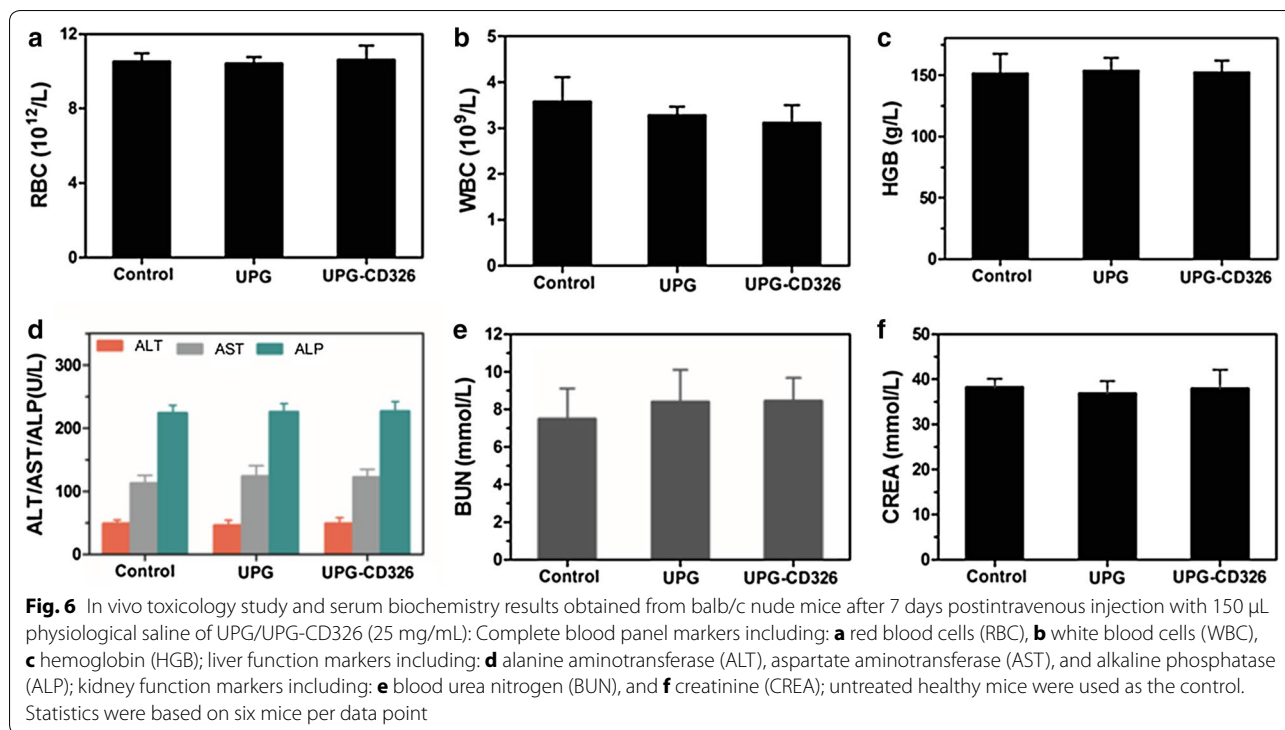 a
RBC (10¹²/L)
12
8
4
0
Control UPG UPG-CD326
b
WBC (10⁹/L)
5
4
3
2
1
0
Control UPG UPG-CD326
c
HGB (g/L)
150
100
50
0
Control UPG UPG-CD326
d
ALT/AST/ALP(U/L)
ALT AST ALP
300
200
100
0
Control UPG UPG-CD326
e
BUN (mmol/L)
12
10
8
6
4
2
0
Control UPG UPG-CD326
f
CREA (mmol/L)
50
40
30
20
10
0
Control UPG UPG-CD326
Fig. 6 In vivo toxicology study and serum biochemistry results obtained from balb/c nude mice after 7 days postintravenous injection with 150 μL
physiological saline of UPG/UPG-CD326 (25 mg/mL): Complete blood panel markers including: a red blood cells (RBC), b white blood cells (WBC),
c hemoglobin (HGB); liver function markers including: d alanine aminotransferase (ALT), aspartate aminotransferase (AST), and alkaline phosphatase
(ALP); kidney function markers including: e blood urea nitrogen (BUN), and f creatinine (CREA); untreated healthy mice were used as the control.
Statistics were based on six mice per data point